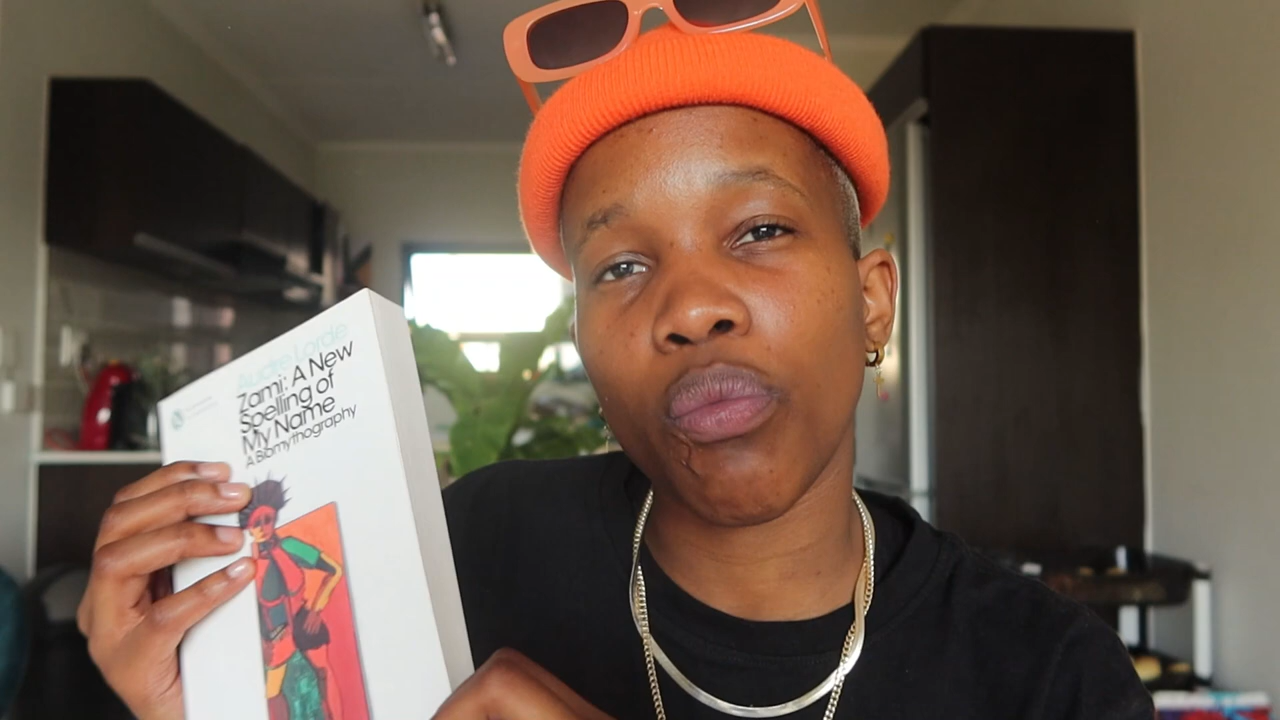 Audre Lorde
Zami: A New
Spelling of
My Name
A Biomythography